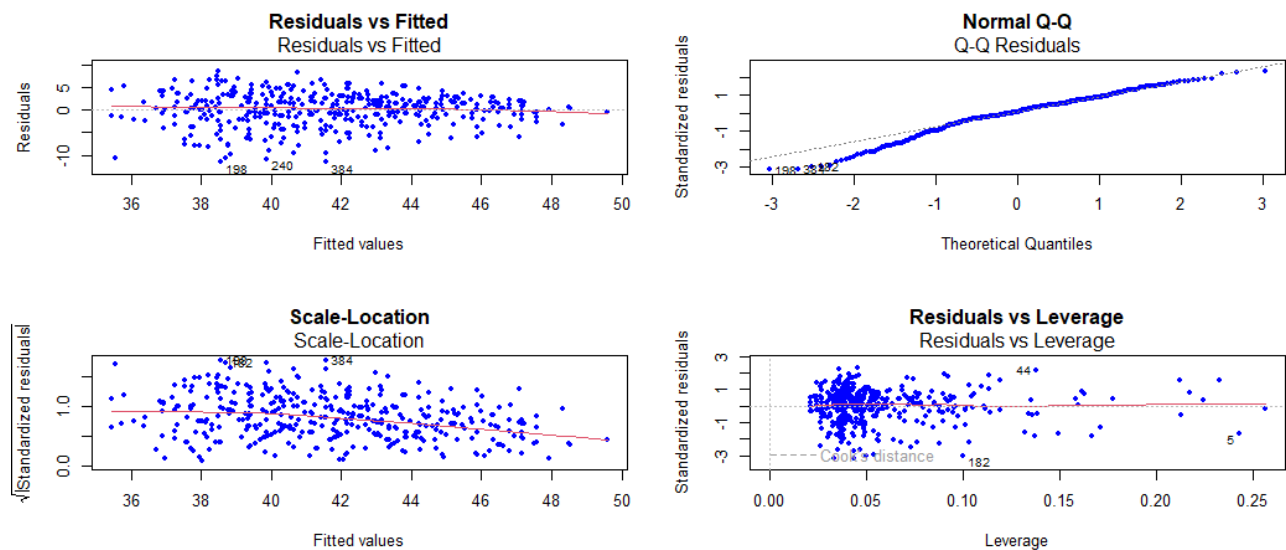 Residuals vs Fitted
Residuals vs Fitted
Residuals
5
0
-10
198
240
384
36 38 40 42 44 46 48 50
Fitted values
Normal Q-Q
Q-Q Residuals
Standardized residuals
1
-1
-3
198
-3 -2 -1 0 1 2 3
Theoretical Quantiles
Scale-Location
Scale-Location
√|Standardized residuals|
1.0
0.0
384
36 38 40 42 44 46 48 50
Fitted values
Residuals vs Leverage
Residuals vs Leverage
Standardized residuals
3
1
-1
-3
44
5
182
Cook's distance
0.00 0.05 0.10 0.15 0.20 0.25
Leverage